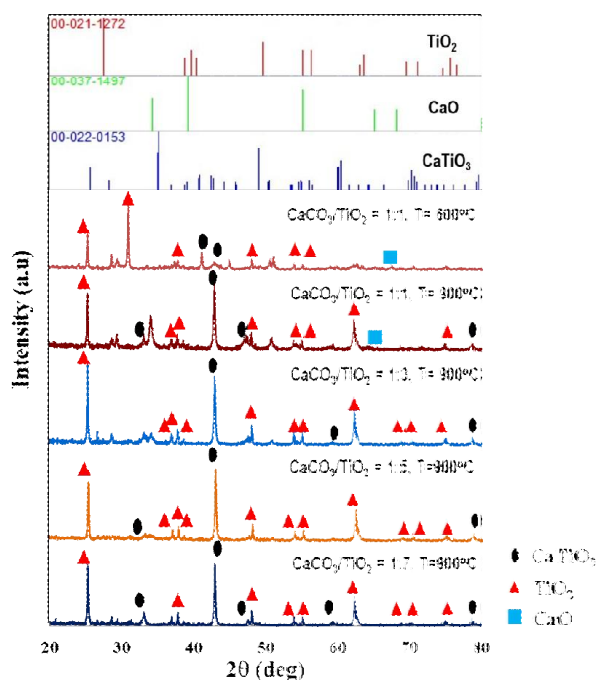 00-021-1272
TiO2
00-037-1497
CaO
00-022-0153
CaTiO3
CaCO3/TiO2 = 1:1, T= 600°C
CaCO3/TiO2 = 1:1, T= 900°C
CaCO3/TiO2 = 1:3, T= 900°C
CaCO3/TiO2 = 1:5, T=900°C
CaCO3/TiO2 = 1:7, T=900°C
Intensity (a.u)
20 30 40 50 60 70 80
2θ (deg)
Ca TiO3
TiO2
CaO